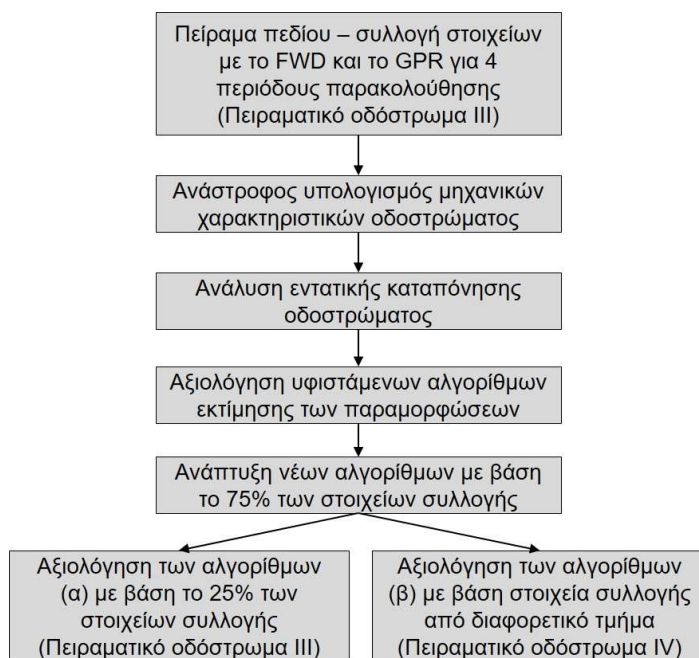 Πείραμα πεδίου – συλλογή στοιχείων
με το FWD και το GPR για 4
περιόδους παρακολούθησης
(Πειραματικό οδόστρωμα III)
Ανάστροφος υπολογισμός μηχανικών
χαρακτηριστικών οδοστρώματος
Ανάλυση εντατικής καταπόνησης
οδοστρώματος
Αξιολόγηση υφιστάμενων αλγορίθμων
εκτίμησης των παραμορφώσεων
Ανάπτυξη νέων αλγορίθμων με βάση
το 75% των στοιχείων συλλογής
Αξιολόγηση των αλγορίθμων
(α) με βάση το 25% των
στοιχείων συλλογής
(Πειραματικό οδόστρωμα III)
Αξιολόγηση των αλγορίθμων
(β) με βάση στοιχεία συλλογής
από διαφορετικό τμήμα
(Πειραματικό οδόστρωμα IV)